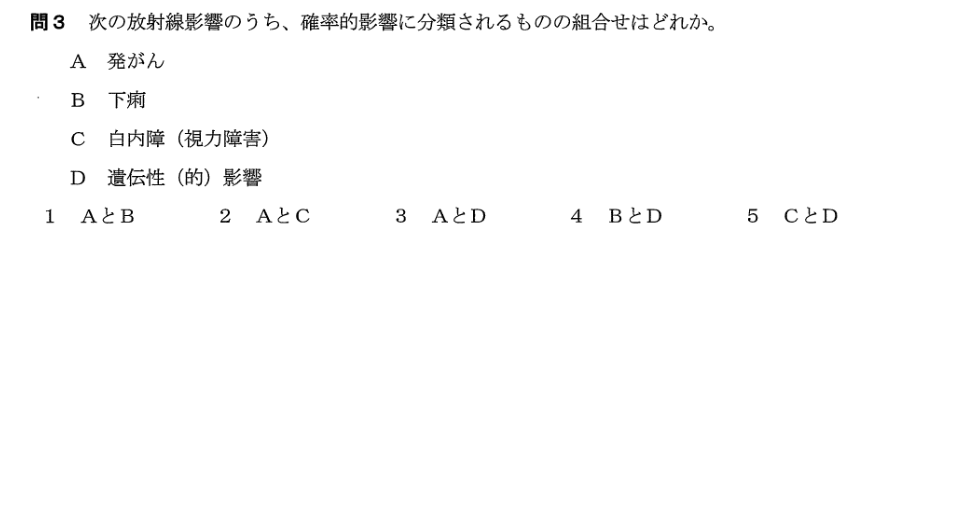 問３　次の放射線影響のうち、確率的影響に分類されるものの組合せはどれか。
Ａ　発がん
Ｂ　下痢
Ｃ　白内障（視力障害）
Ｄ　遺伝性（的）影響
１　ＡとＢ　２　ＡとＣ　３　ＡとＤ　４　ＢとＤ　５　ＣとＤ